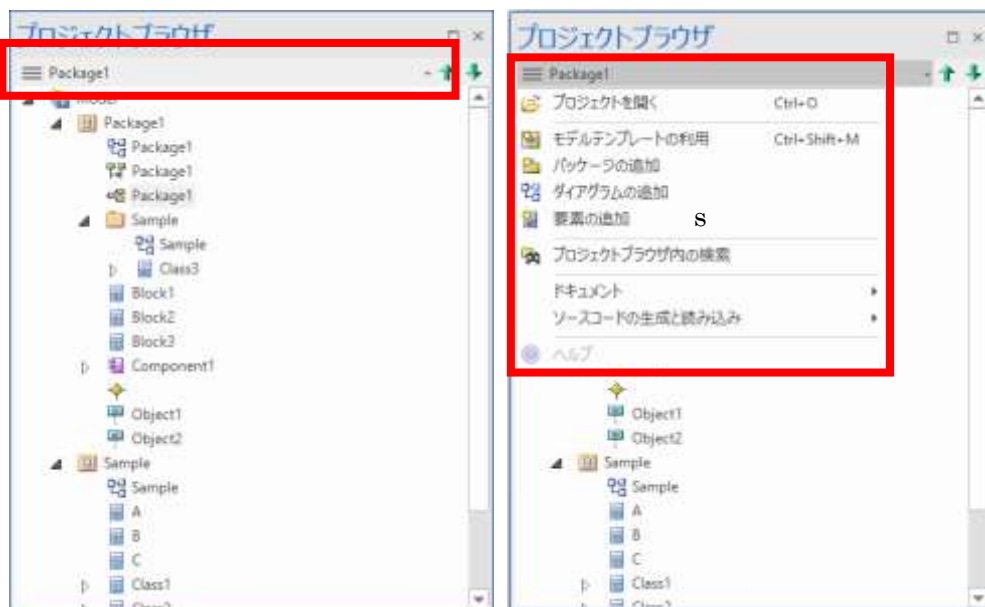 プロジェクトブラウザ
Package1
Model
Package1
Package1
Package1
Package1
Sample
Sample
Class3
Block1
Block2
Block3
Component1
Object1
Object2
Sample
Sample
A
B
C
Class1
Class2
プロジェクトブラウザ
Package1
プロジェクトを開く Ctrl+O
モデルテンプレートの利用 Ctrl+Shift+M
パッケージの追加
ダイアグラムの追加
要素の追加 s
プロジェクトブラウザ内の検索
ドキュメント
ソースコードの生成と読み込み
ヘルプ
Object1
Object2
Sample
Sample
A
B
C
Class1
Class2